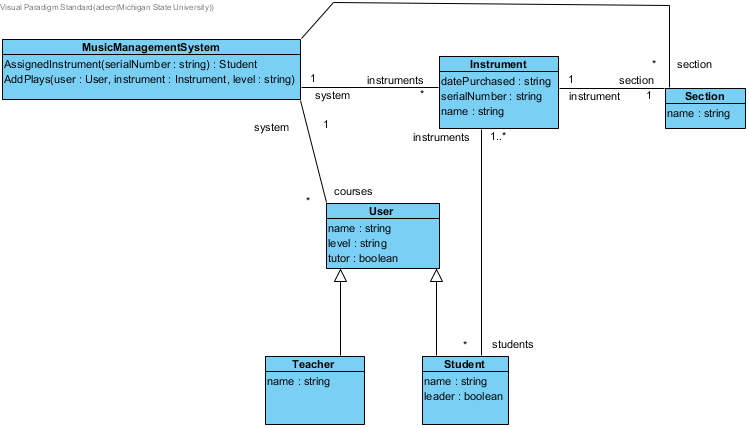 Visual Paradigm Standard(adecr(Michigan State University))
MusicManagementSystem
AssignedInstrument(serialNumber : string) : Student
AddPlays(user : User, instrument : Instrument, level : string)
1
instruments
system
*
Instrument
datePurchased : string
serialNumber : string
name : string
*
section
1
section
instrument
1
Section
name : string
system
1
instruments
1..*
courses
*
User
name : string
level : string
tutor : boolean
*
students
Teacher
name : string
Student
name : string
leader : boolean